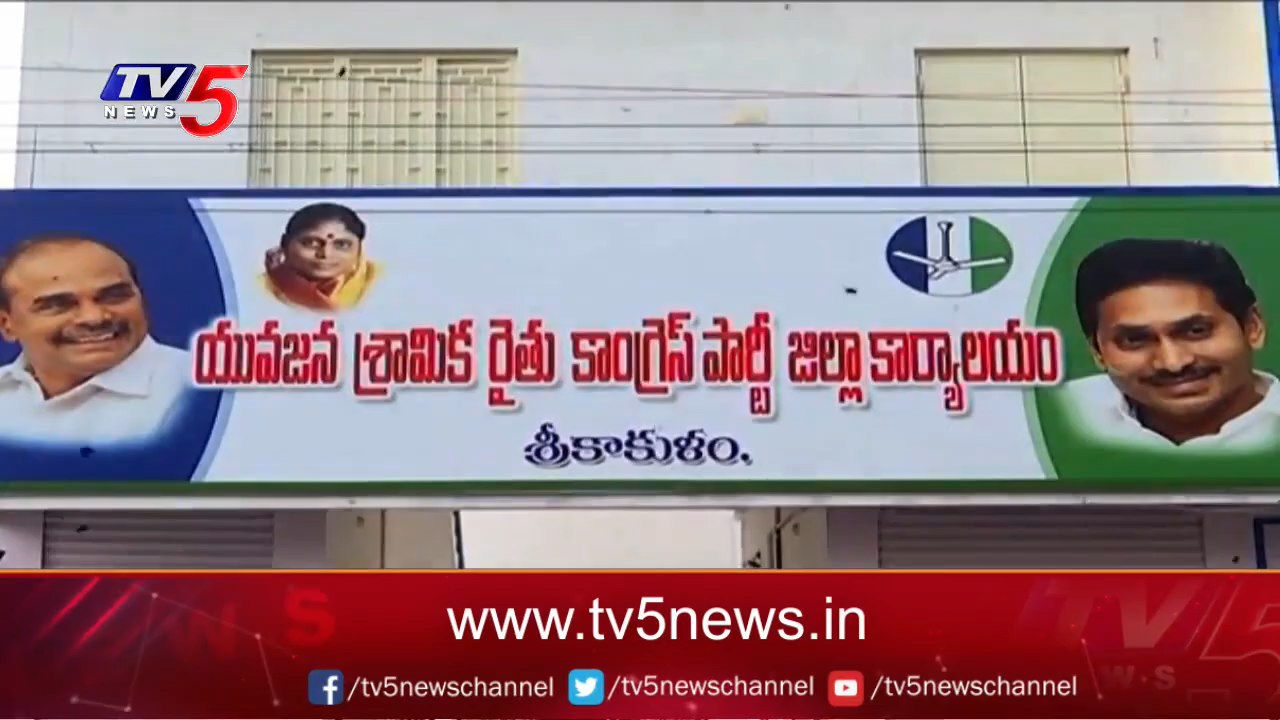 TV5
NEWS
యువజన శ్రామిక రైతు కాంగ్రెస్ పార్టీ జిల్లా కార్యాలయం
శ్రీకాకుళం.
www.tv5news.in
/tv5newschannel /tv5newschannel /tv5newschannel